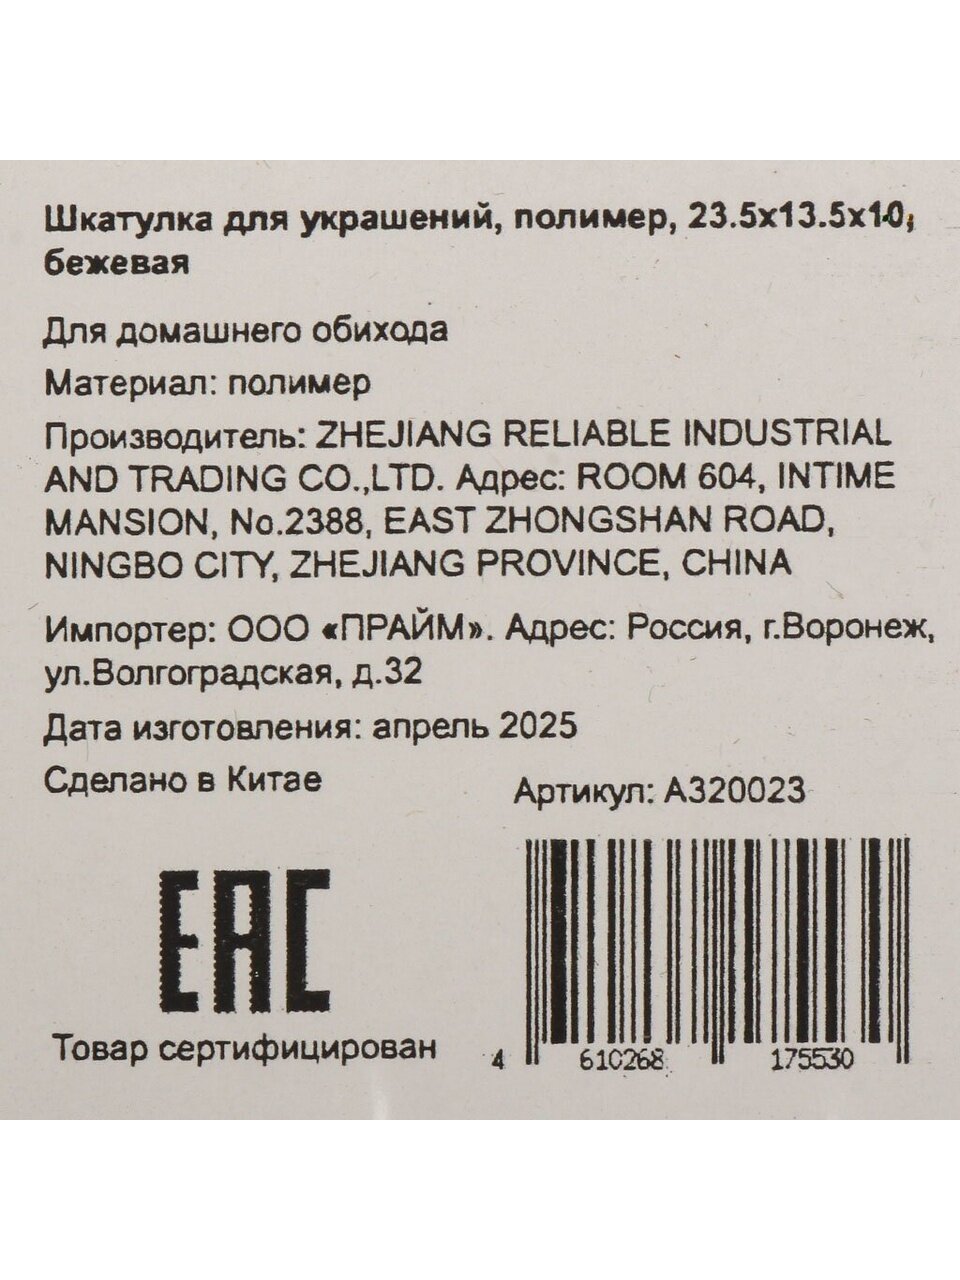 Шкатулка для украшений, полимер, 23.5х13.5х10,
бежевая
Для домашнего обихода
Материал: полимер
Производитель: ZHEJIANG RELIABLE INDUSTRIAL
AND TRADING CO.,LTD. Адрес: ROOM 604, INTIME
MANSION, No.2388, EAST ZHONGSHAN ROAD,
NINGBO CITY, ZHEJIANG PROVINCE, CHINA
Импортер: ООО «ПРАЙМ». Адрес: Россия, г.Воронеж,
ул.Волгоградская, д.32
Дата изготовления: апрель 2025
Сделано в Китае
Артикул: А320023
ЕАС
Товар сертифицирован
4 610268 175530